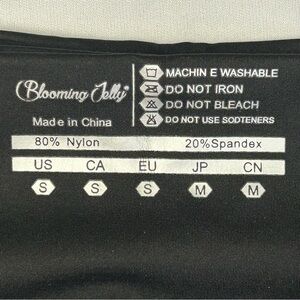 MACHIN E WASHABLE
Blooming Jelly
DO NOT IRON
DO NOT BLEACH
Made in China
DO NOT USE SODTENERS
80% Nylon 20%Spandex
US CA EU JP CN
S S S M M